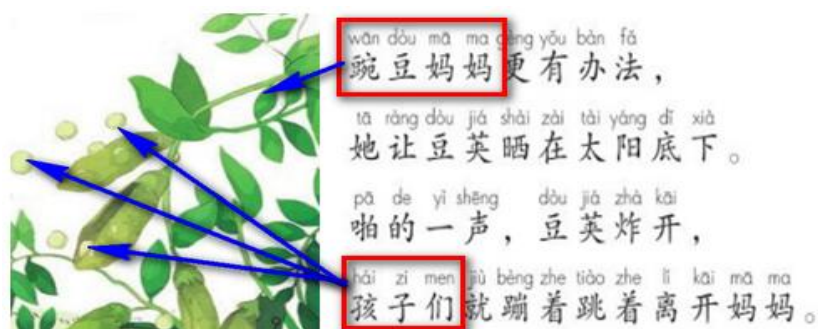 wān dòu mā ma gèng yǒu bàn fǎ
豌豆妈妈更有办法，
tā ràng dòu jiá shài zài tài yáng dǐ xià
她让豆荚晒在太阳底下。
pā de yì shēng dòu jiá zhà kāi
啪的一声，豆荚炸开，
hái zi men jiù bèng zhe tiào zhe lí kāi mā ma
孩子们就蹦着跳着离开妈妈。